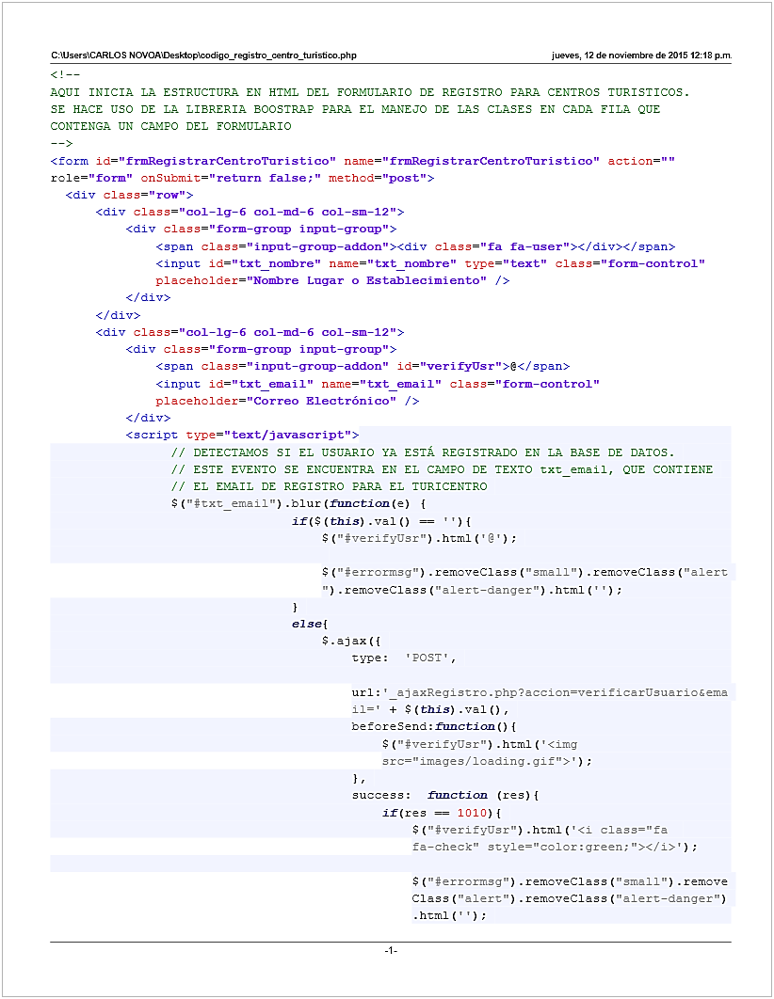 C:\Users\CARLOS NOVOA\Desktop\codigo_registro_centro_turistico.php jueves, 12 de noviembre de 2015 12:18 p.m.
<!--
AQUI INICIA LA ESTRUCTURA EN HTML DEL FORMULARIO DE REGISTRO PARA CENTROS TURISTICOS.
SE HACE USO DE LA LIBRERIA BOOSTRAP PARA EL MANEJO DE LAS CLASES EN CADA FILA QUE
CONTENGA UN CAMPO DEL FORMULARIO
-->
<form id="frmRegistrarCentroTuristico" name="frmRegistrarCentroTuristico" action=""
role="form" onSubmit="return false;" method="post">
<div class="row">
<div class="col-lg-6 col-md-6 col-sm-12">
<div class="form-group input-group">
<span class="input-group-addon"><div class="fa fa-user"></div></span>
<input id="txt_nombre" name="txt_nombre" type="text" class="form-control"
placeholder="Nombre Lugar o Establecimiento" />
</div>
</div>
<div class="col-lg-6 col-md-6 col-sm-12">
<div class="form-group input-group">
<span class="input-group-addon" id="verifyUsr">@</span>
<input id="txt_email" name="txt_email" class="form-control"
placeholder="Correo Electrónico" />
</div>
<script type="text/javascript">
// DETECTAMOS SI EL USUARIO YA ESTÁ REGISTRADO EN LA BASE DE DATOS.
// ESTE EVENTO SE ENCUENTRA EN EL CAMPO DE TEXTO txt_email, QUE CONTIENE
// EL EMAIL DE REGISTRO PARA EL TURICENTRO
$("#txt_email").blur(function(e) {
if($(this).val() == ''){
$("#verifyUsr").html('@');
$("#errormsg").removeClass("small").removeClass("alert
").removeClass("alert-danger").html('');
}
else{
$.ajax({
type: 'POST',
url:'_ajaxRegistro.php?accion=verificarUsuario&ema
il=' + $(this).val(),
beforeSend:function(){
$("#verifyUsr").html('<img
src="images/loading.gif">');
},
success: function (res){
if(res == 1010){
$("#verifyUsr").html('<i class="fa
fa-check" style="color:green;"></i>');
$("#errormsg").removeClass("small").remove
Class("alert").removeClass("alert-danger")
.html('');
-1-